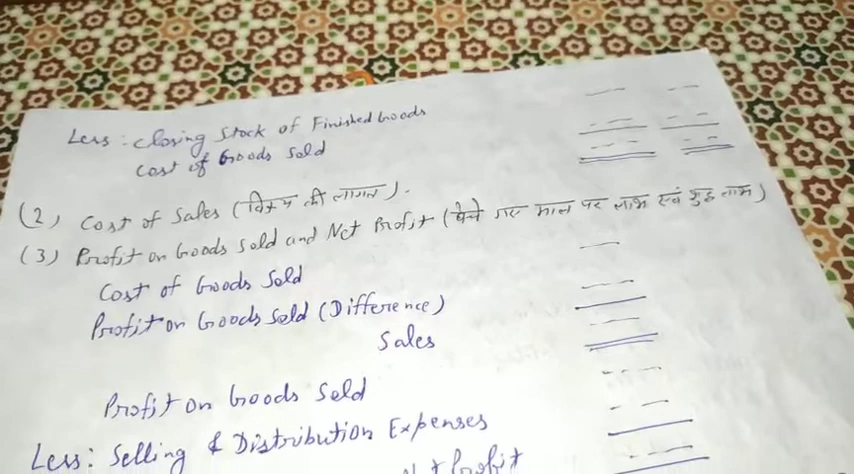 Less: closing Stock of Finished Goods
Cost of Goods Sold
(2) Cost of Sales (विक्रय की लागत).
(3) Profit on Goods Sold and Net Profit (बेचे गए माल पर लाभ एवं शुद्ध लाभ)
Cost of Goods Sold
Profit on Goods Sold (Difference)
Sales
Profit on Goods Sold
Less: Selling & Distribution Expenses
Net Profit